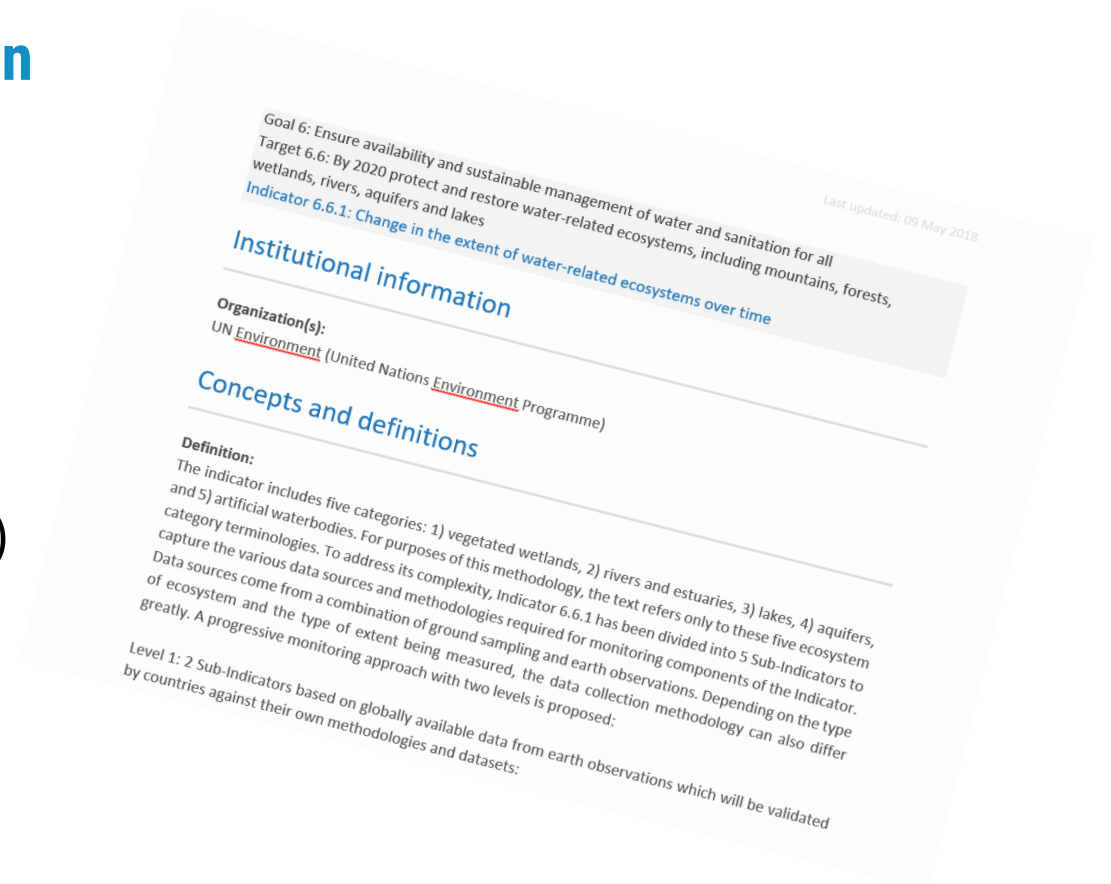 n
Last updated: 09 May 2018
Goal 6: Ensure availability and sustainable management of water and sanitation for all
Target 6.6: By 2020 protect and restore water-related ecosystems, including mountains, forests,
wetlands, rivers, aquifers and lakes
Indicator 6.6.1: Change in the extent of water-related ecosystems over time
Institutional information
Organization(s):
UN Environment (United Nations Environment Programme)
Concepts and definitions
Definition:
The indicator includes five categories: 1) vegetated wetlands, 2) rivers and estuaries, 3) lakes, 4) aquifers,
and 5) artificial waterbodies. For purposes of this methodology, the text refers only to these five ecosystem
category terminologies. To address its complexity, Indicator 6.6.1 has been divided into 5 Sub-Indicators to
capture the various data sources and methodologies required for monitoring components of the Indicator.
Data sources come from a combination of ground sampling and earth observations. Depending on the type
of ecosystem and the type of extent being measured, the data collection methodology can also differ
greatly. A progressive monitoring approach with two levels is proposed:
Level 1: 2 Sub-Indicators based on globally available data from earth observations which will be validated
by countries against their own methodologies and datasets:
)